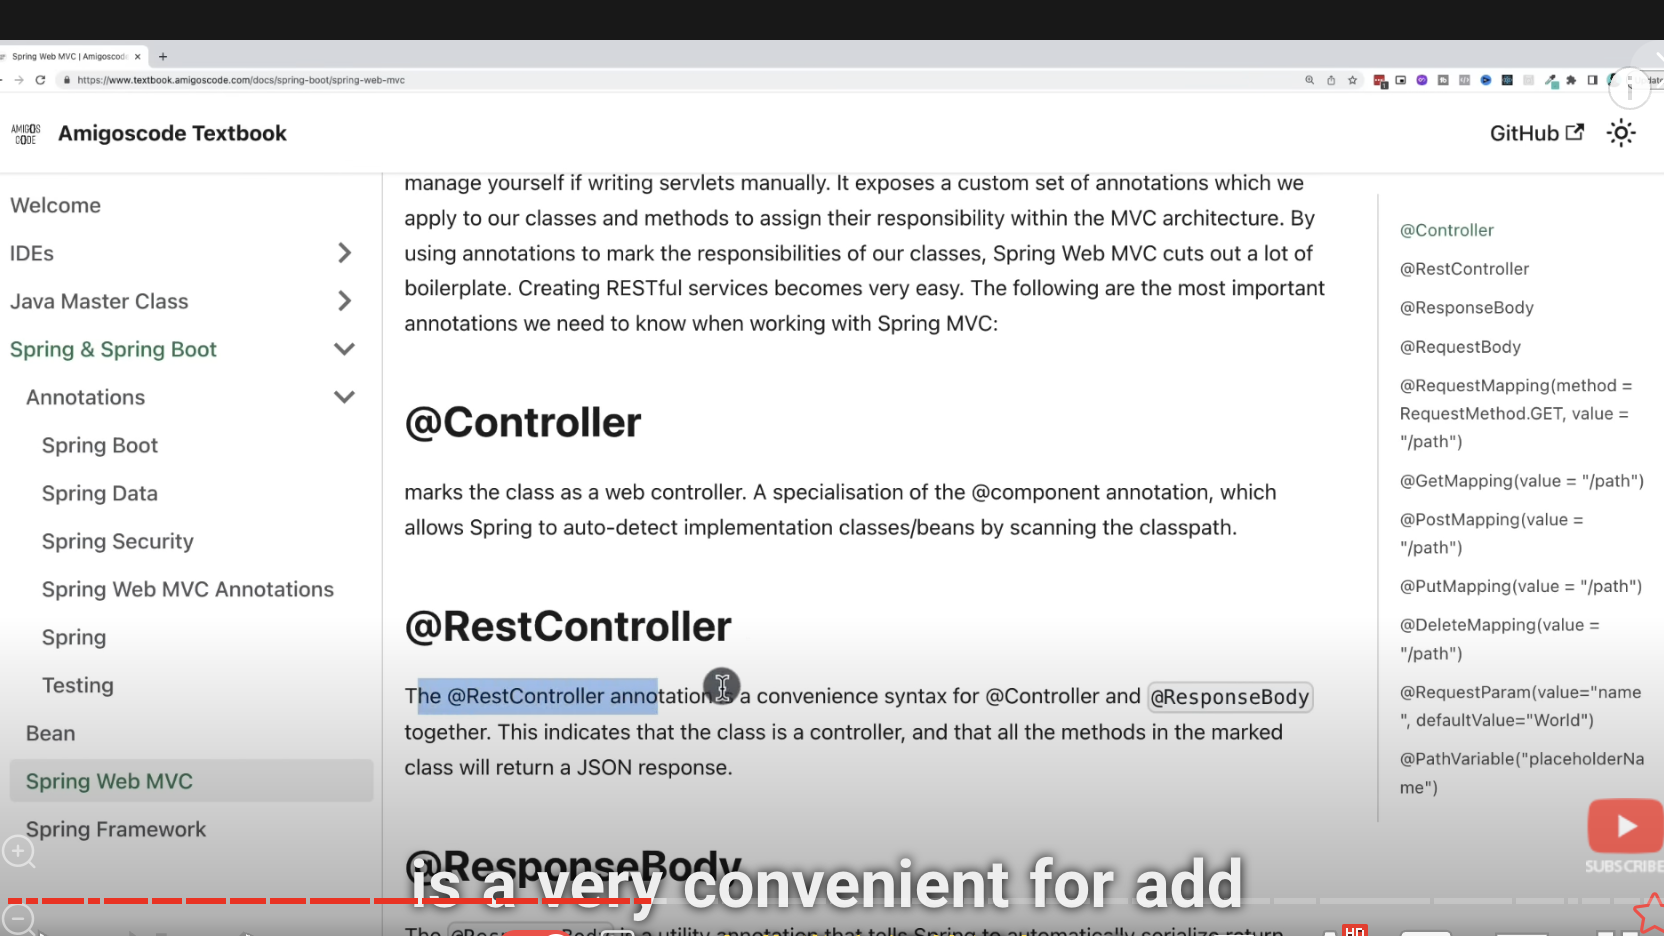 Spring Web MVC | Amigoscode
https://www.textbook.amigoscode.com/docs/spring-boot/spring-web-mvc
AMIGOS
CODE
Amigoscode Textbook
GitHub
Welcome
IDEs
Java Master Class
Spring & Spring Boot
Annotations
Spring Boot
Spring Data
Spring Security
Spring Web MVC Annotations
Spring
Testing
Bean
Spring Web MVC
Spring Framework
manage yourself if writing servlets manually. It exposes a custom set of annotations which we
apply to our classes and methods to assign their responsibility within the MVC architecture. By
using annotations to mark the responsibilities of our classes, Spring Web MVC cuts out a lot of
boilerplate. Creating RESTful services becomes very easy. The following are the most important
annotations we need to know when working with Spring MVC:
@Controller
marks the class as a web controller. A specialisation of the @component annotation, which
allows Spring to auto-detect implementation classes/beans by scanning the classpath.
@RestController
The @RestController annotation is a convenience syntax for @Controller and @ResponseBody
together. This indicates that the class is a controller, and that all the methods in the marked
class will return a JSON response.
@ResponseBody
is a very convenient for add
is a utility annotation that tells Spring to automatically serialize return
@Controller
@RestController
@ResponseBody
@RequestBody
@RequestMapping(method =
RequestMethod.GET, value =
"/path")
@GetMapping(value = "/path")
@PostMapping(value =
"/path")
@PutMapping(value = "/path")
@DeleteMapping(value =
"/path")
@RequestParam(value="name
", defaultValue="World")
@PathVariable("placeholderNa
me")
SUBSCRIBE
HD